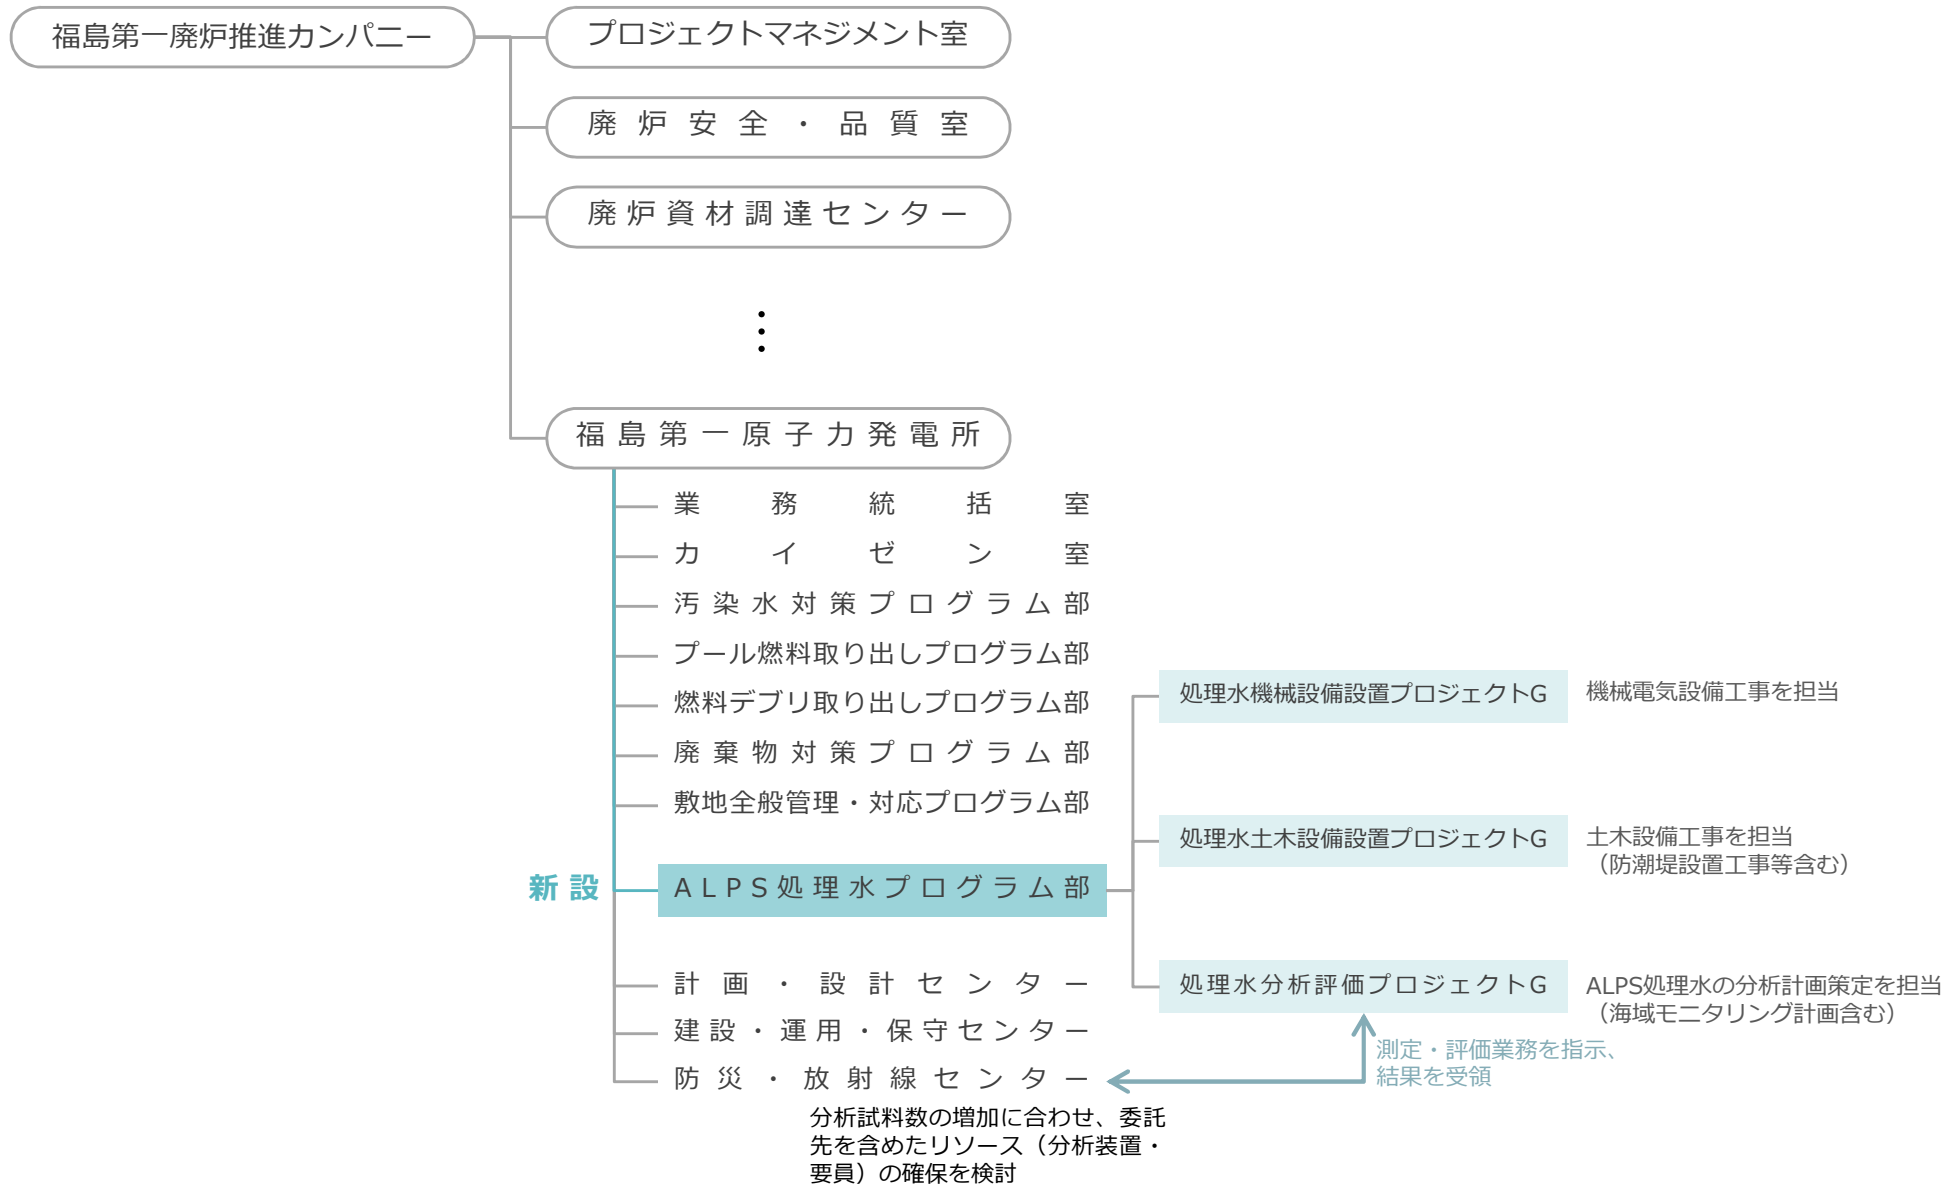 福島第一廃炉推進カンパニー
プロジェクトマネジメント室
廃炉安全・品質室
廃炉資材調達センター
⋮
福島第一原子力発電所
業務統括室
カイゼン室
汚染水対策プログラム部
プール燃料取り出しプログラム部
燃料デブリ取り出しプログラム部
廃棄物対策プログラム部
敷地全般管理・対応プログラム部
新設
ALPS処理水プログラム部
計画・設計センター
建設・運用・保守センター
防災・放射線センター
分析試料数の増加に合わせ、委託
先を含めたリソース（分析装置・
要員）の確保を検討
処理水機械設備設置プロジェクトG
機械電気設備工事を担当
処理水土木設備設置プロジェクトG
土木設備工事を担当
（防潮堤設置工事等含む）
処理水分析評価プロジェクトG
ALPS処理水の分析計画策定を担当
（海域モニタリング計画含む）
測定・評価業務を指示、
結果を受領